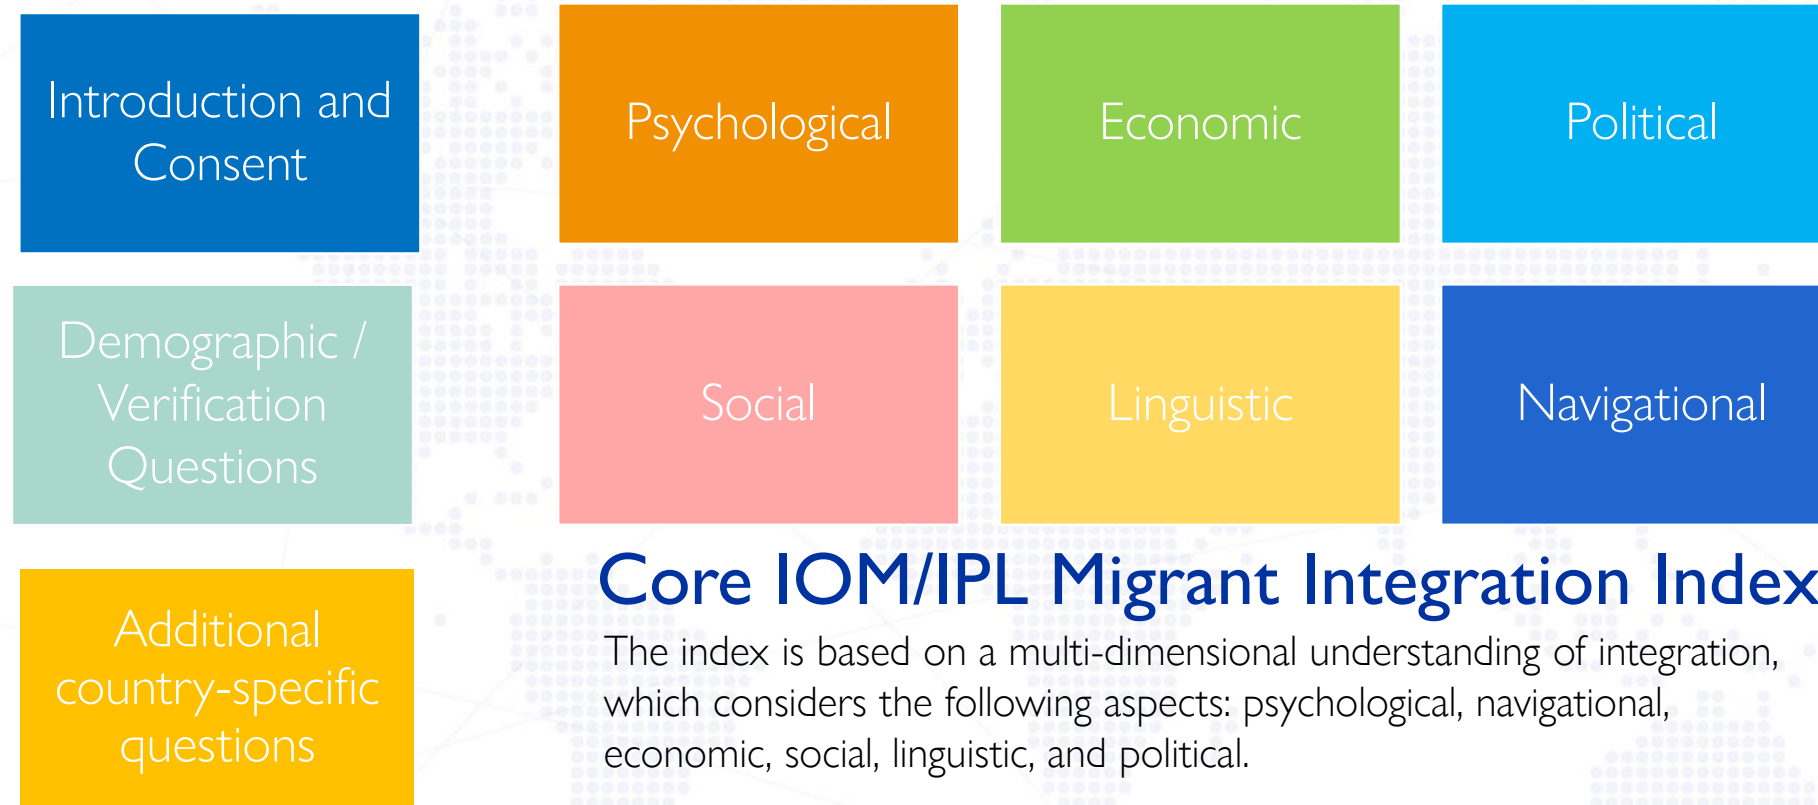 Introduction and
Consent
Psychological
Economic
Political
Demographic /
Verification
Questions
Social
Linguistic
Navigational
Additional
country-specific
questions
Core IOM/IPL Migrant Integration Index
The index is based on a multi-dimensional understanding of integration,
which considers the following aspects: psychological, navigational,
economic, social, linguistic, and political.